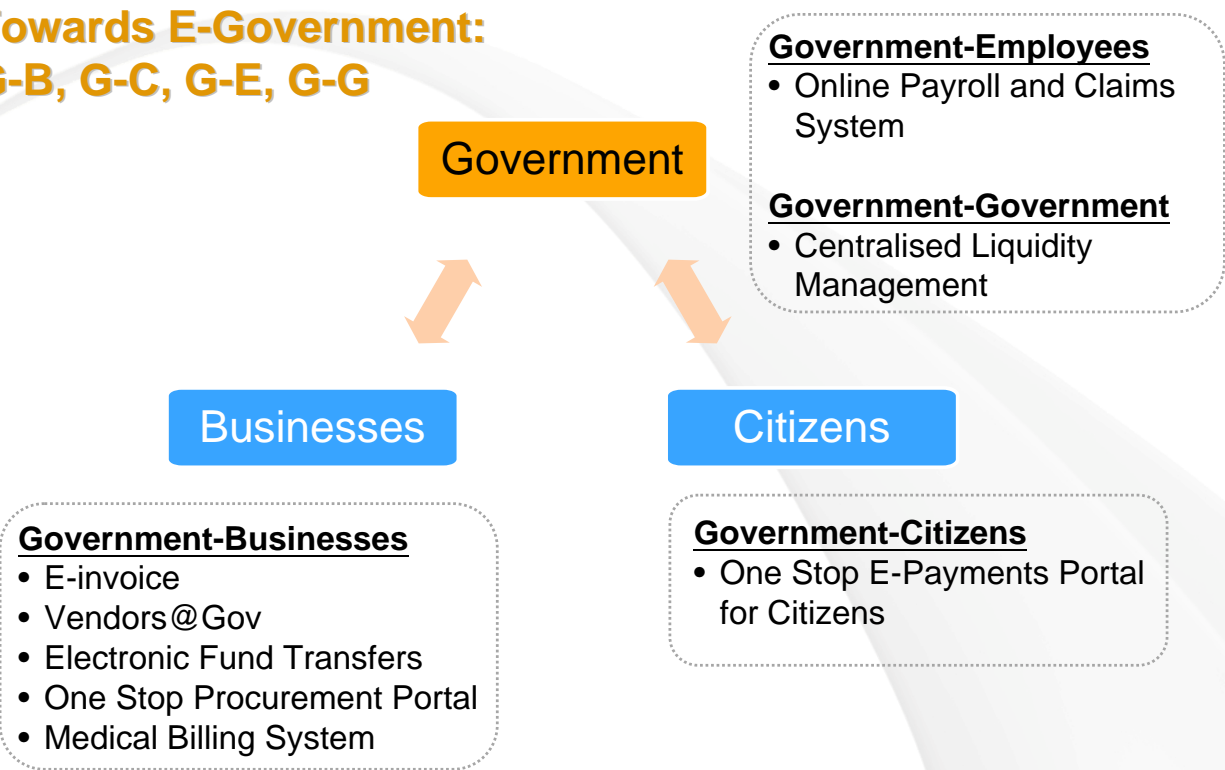 owards E-Government:
G-B, G-C, G-E, G-G
Government-Employees
• Online Payroll and Claims
System
Government-Government
• Centralised Liquidity
Management
Government
Businesses
Citizens
Government-Businesses
• E-invoice
• Vendors@Gov
• Electronic Fund Transfers
• One Stop Procurement Portal
• Medical Billing System
Government-Citizens
• One Stop E-Payments Portal
for Citizens